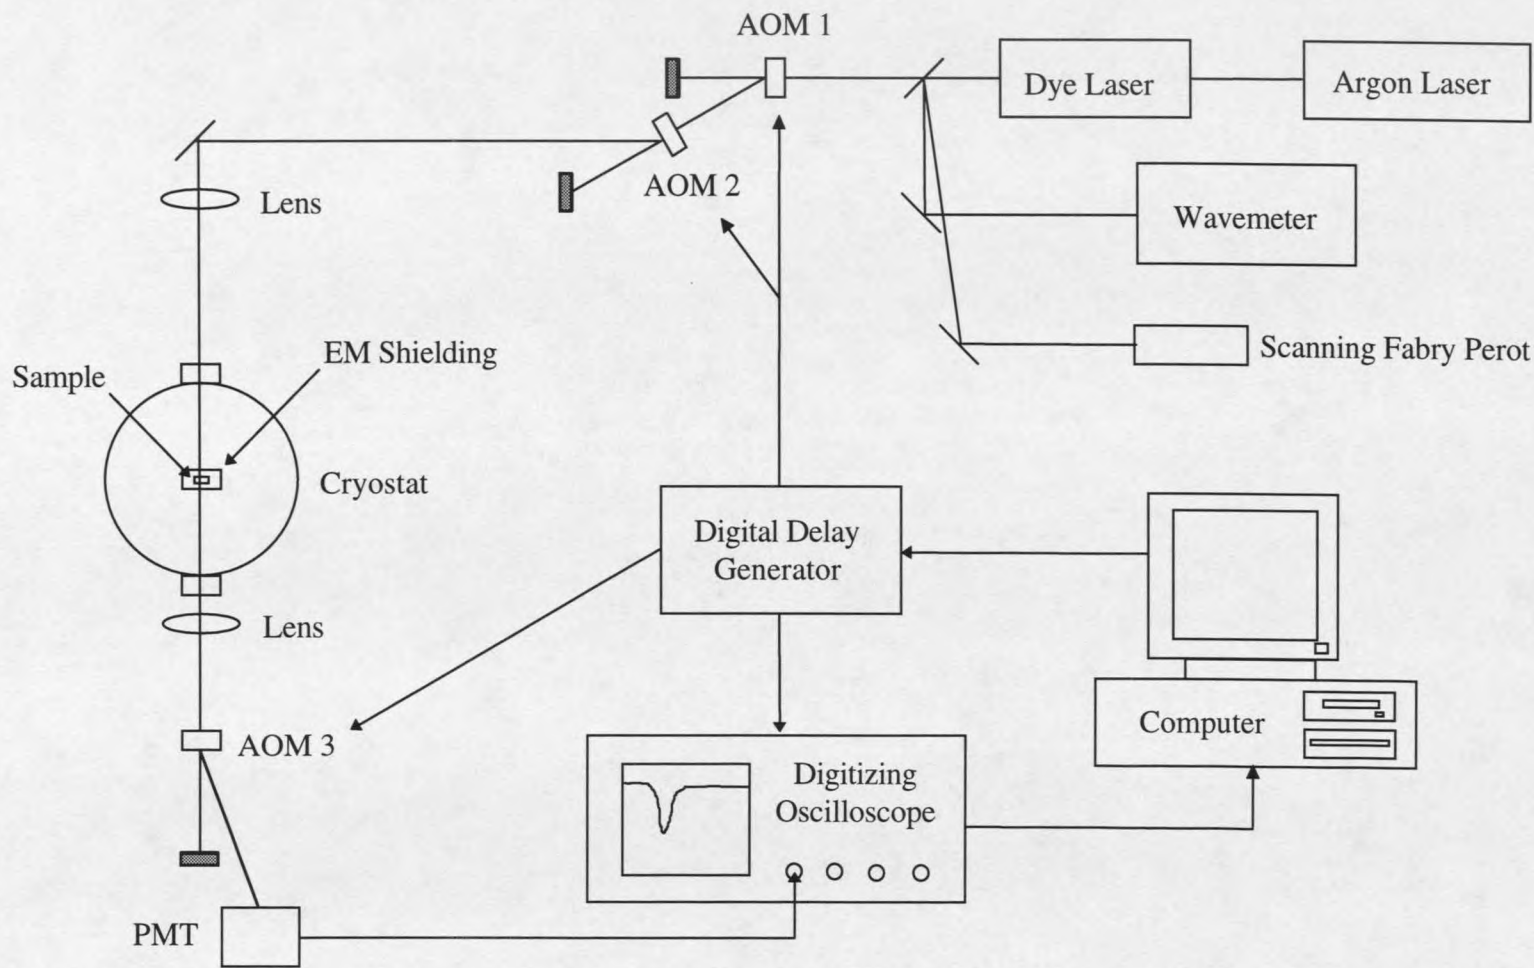 AOM 1
Dye Laser
Argon Laser
AOM 2
Lens
Wavemeter
EM Shielding
Sample
Scanning Fabry Perot
Cryostat
Digital Delay
Generator
Lens
Computer
AOM 3
Digitizing
Oscilloscope
PMT